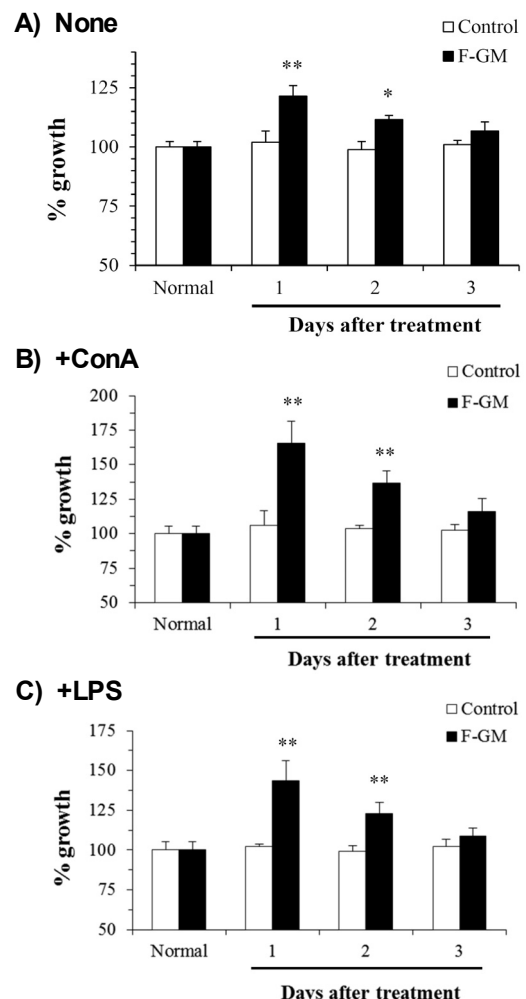 A) None
Control
F-GM
% growth
125
100
75
50
**
*
Normal
1
2
3
Days after treatment
B) +ConA
Control
F-GM
% growth
200
175
150
125
100
75
50
**
**
Normal
1
2
3
Days after treatment
C) +LPS
Control
F-GM
% growth
175
150
125
100
75
50
**
**
Normal
1
2
3
Days after treatment